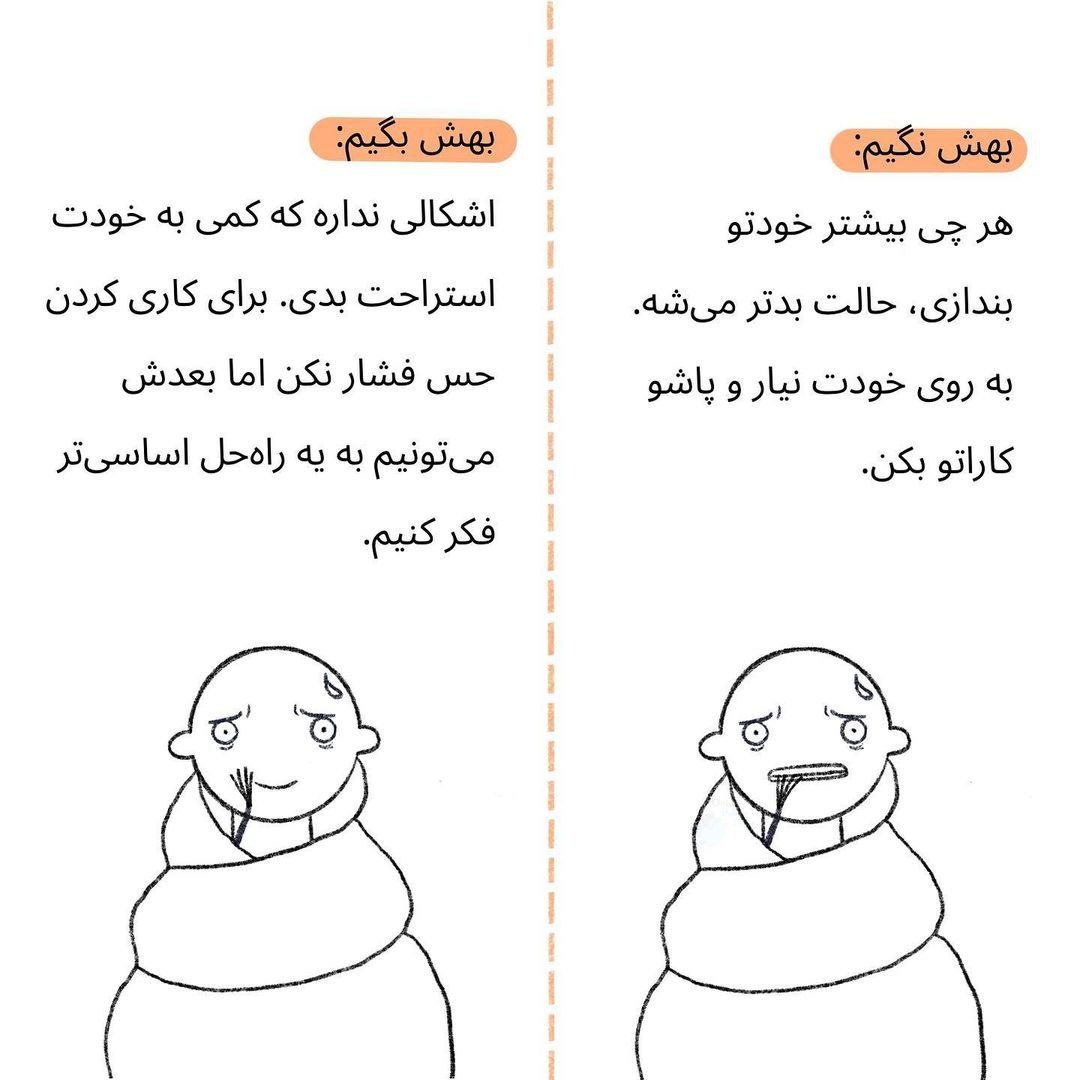 بهش نگیم:
هر چی بیشتر خودتو
بندازی، حالت بدتر می‌شه.
به روی خودت نیار و پاشو
کاراتو بکن.
بهش بگیم:
اشکالی نداره که کمی به خودت
استراحت بدی. برای کاری کردن
حس فشار نکن اما بعدش
می‌تونیم به یه راه‌حل اساسی‌تر
فکر کنیم.